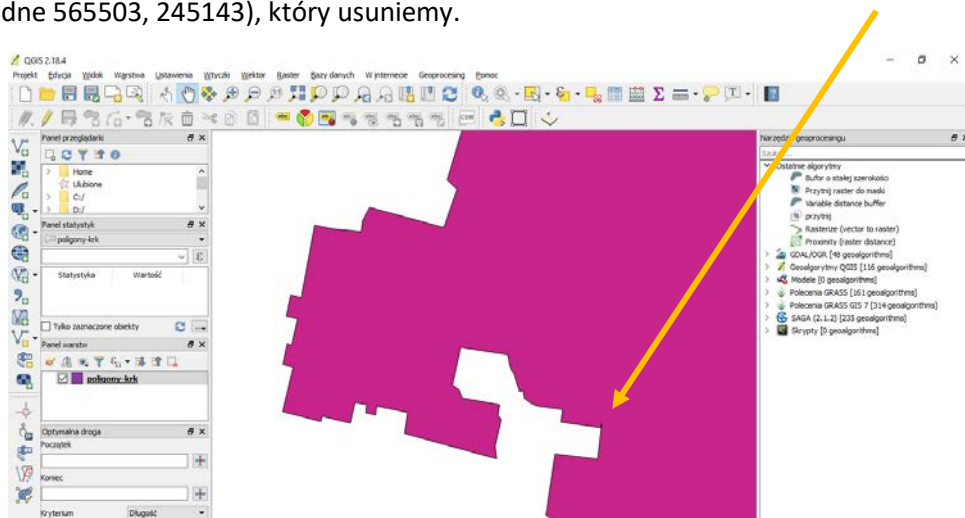 dne 565503, 245143), który usuniemy.
QGIS 2.18.4
Projekt Edycja Widok Warstwa Ustawienia Wtyczki Wektor Raster Bazy danych W internecie Geoprocesing Pomoc
Panel przeglądarki
Home
Ulubione
C:/
D:/
Panel statystyk
poligony-krk
Statystyka Wartość
Tylko zaznaczone obiekty
Panel warstw
poligony-krk
Optymalna droga
Początek
Koniec
Kryterium Długość
Narzędzia geoprocesingu
Szukaj...
Ostatnie algorytmy
Bufor o stałej szerokości
Przytnij raster do maski
Variable distance buffer
przytnij
Rasterize (vector to raster)
Proximity (raster distance)
GDAL/OGR [48 geoalgorithms]
Geoalgorytmy QGIS [116 geoalgorithms]
Modele [0 geoalgorithms]
Polecenia GRASS [161 geoalgorithms]
Polecenia GRASS GIS 7 [314 geoalgorithms]
SAGA (2.1.2) [235 geoalgorithms]
Skrypty [0 geoalgorithms]